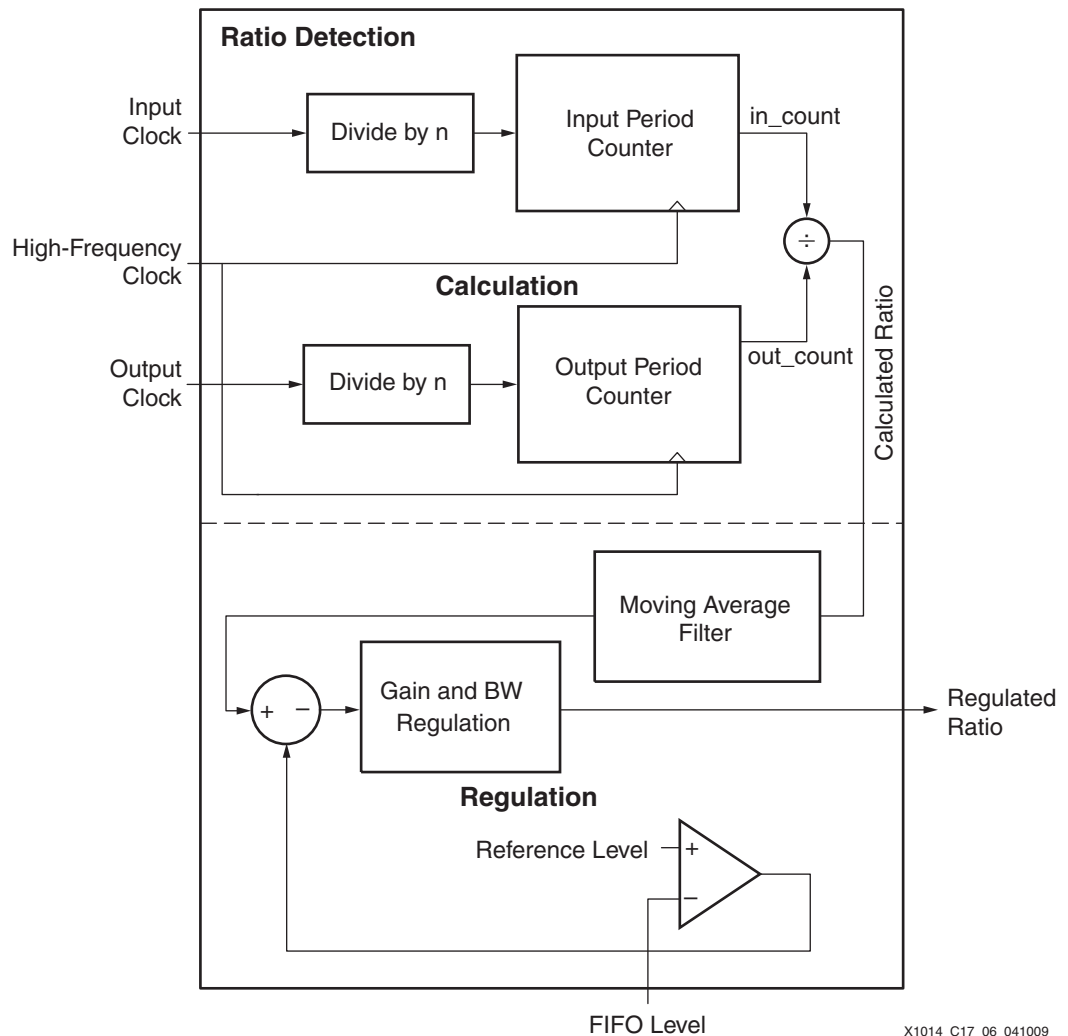 Ratio Detection
Input
Clock
Divide by n
Input Period
Counter
in_count
High-Frequency
Clock
÷
Calculation
Output
Clock
Divide by n
Output Period
Counter
out_count
Calculated Ratio
Moving Average
Filter
+ −
Gain and BW
Regulation
Regulated
Ratio
Regulation
Reference Level
+
−
FIFO Level
X1014_C17_06_041009